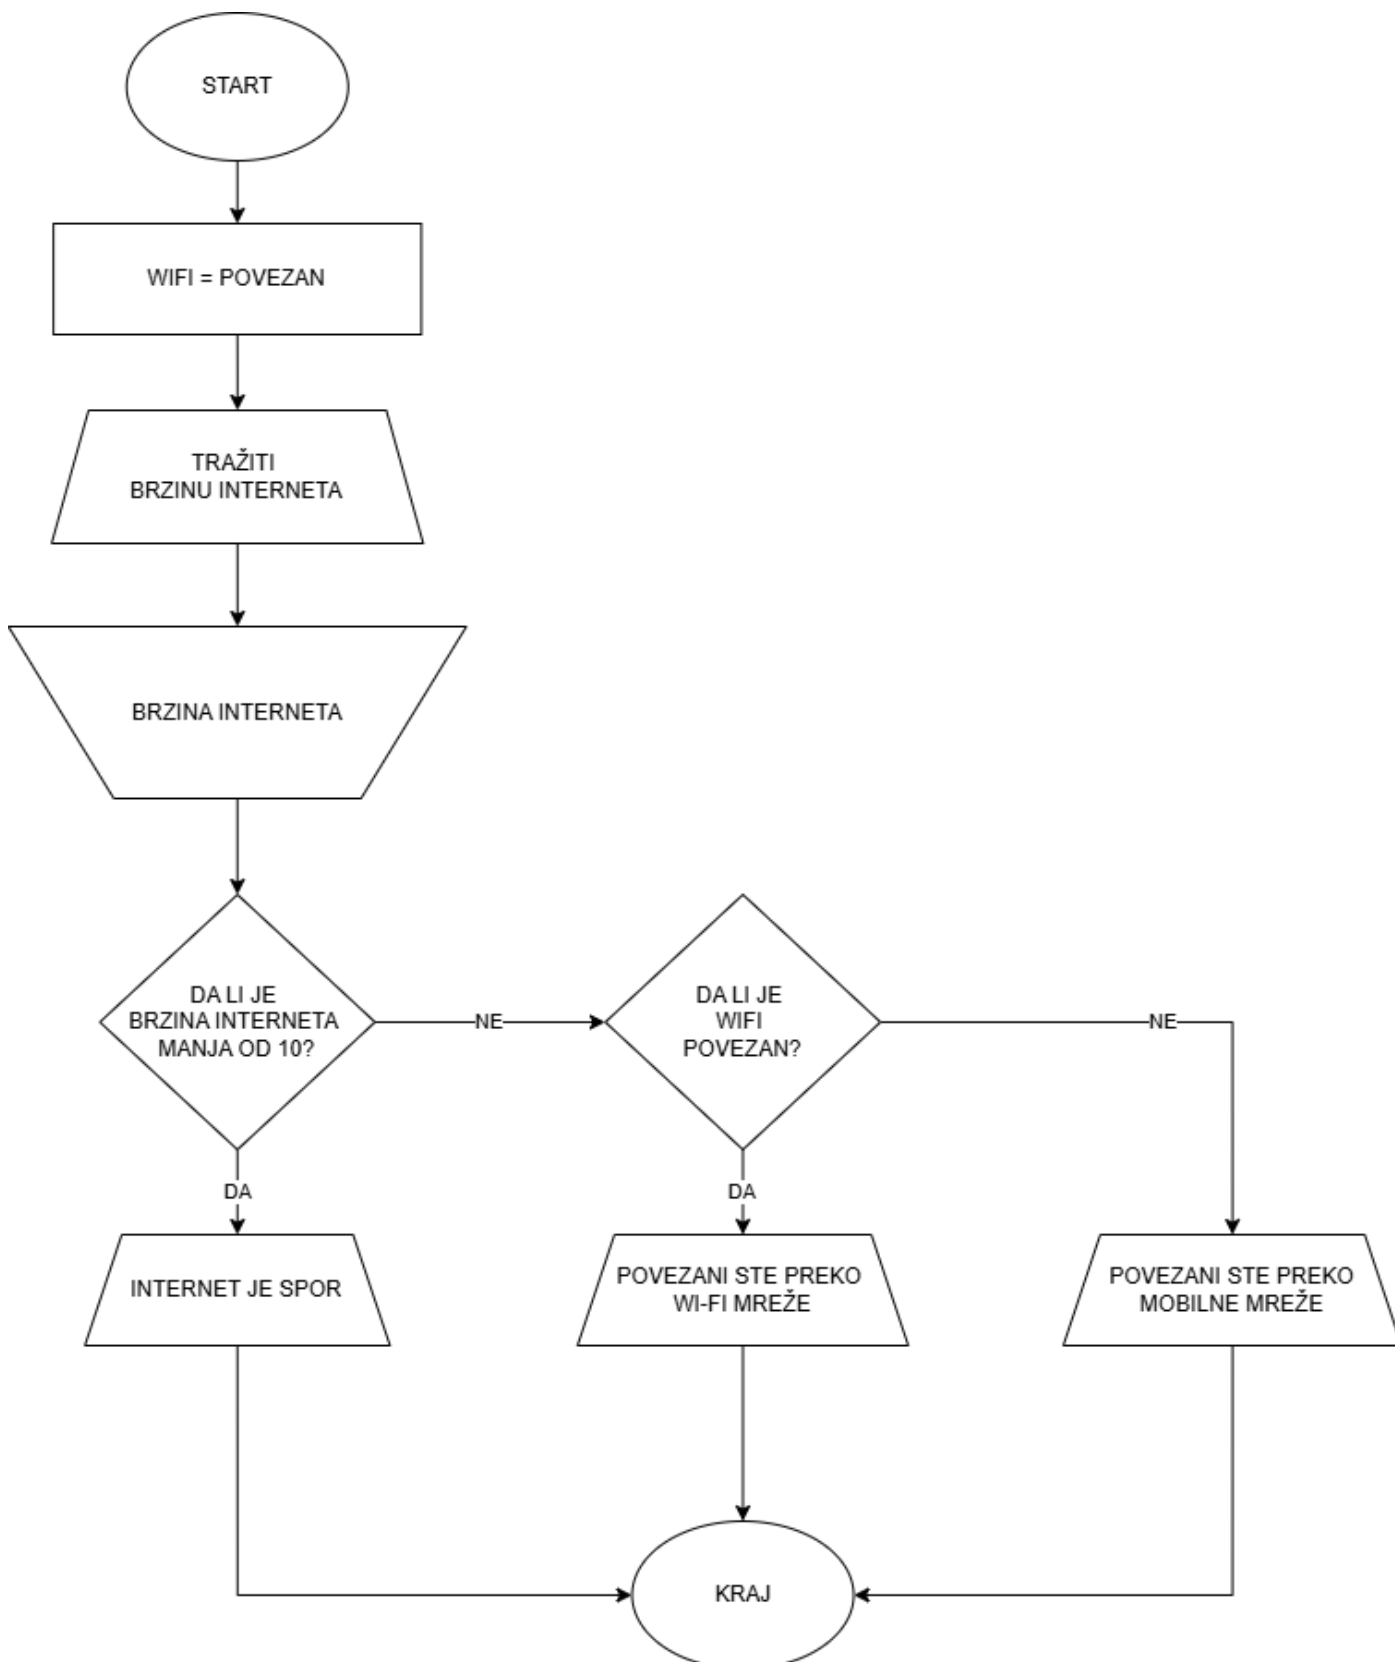 START
WIFI = POVEZAN
TRAŽITI
BRZINU INTERNETA
BRZINA INTERNETA
DA LI JE
BRZINA INTERNETA
MANJA OD 10?
NE
DA LI JE
WIFI
POVEZAN?
NE
DA
DA
INTERNET JE SPOR
POVEZANI STE PREKO
WI-FI MREŽE
POVEZANI STE PREKO
MOBILNE MREŽE
KRAJ